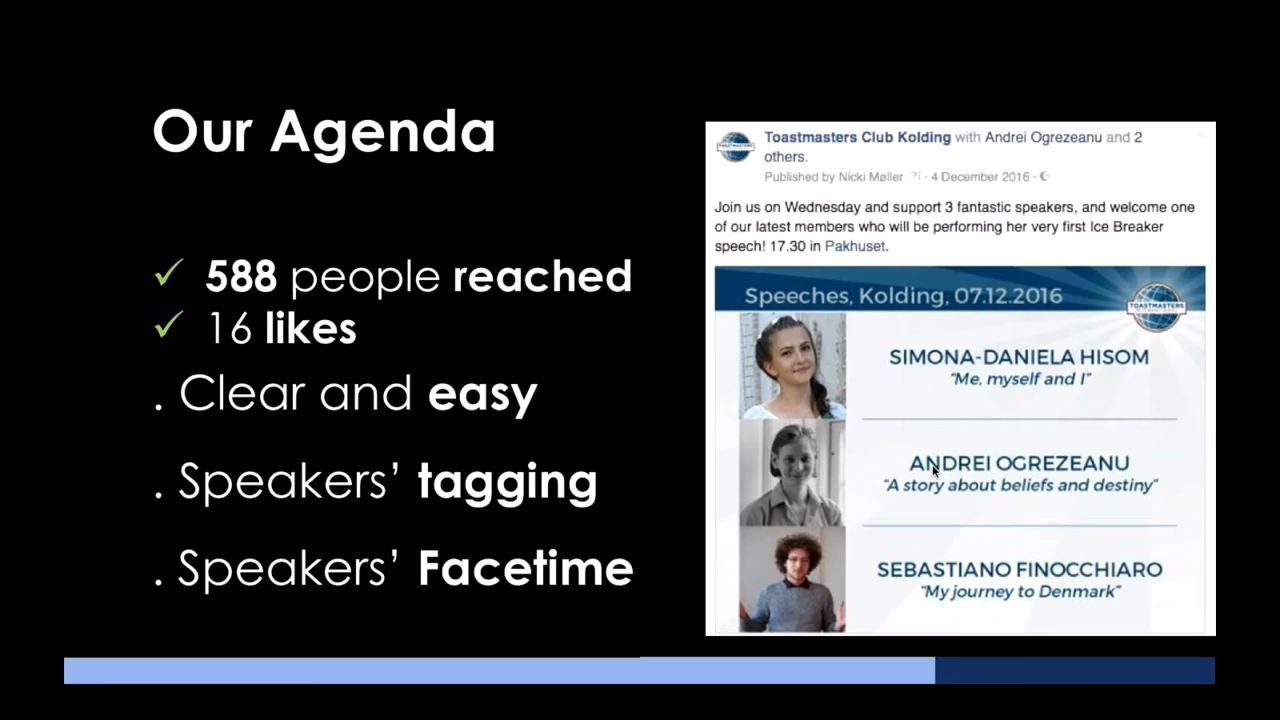 Our Agenda
✓ 588 people reached
✓ 16 likes
. Clear and easy
. Speakers’ tagging
. Speakers’ Facetime
Toastmasters Club Kolding with Andrei Ogrezeanu and 2
others.
Published by Nicki Møller [?] · 4 December 2016 ·
Join us on Wednesday and support 3 fantastic speakers, and welcome one
of our latest members who will be performing her very first Ice Breaker
speech! 17.30 in Pakhuset.
Speeches, Kolding, 07.12.2016
TOASTMASTERS
SIMONA-DANIELA HISOM
“Me, myself and I”
ANDREI OGREZEANU
“A story about beliefs and destiny”
SEBASTIANO FINOCCHIARO
“My journey to Denmark”